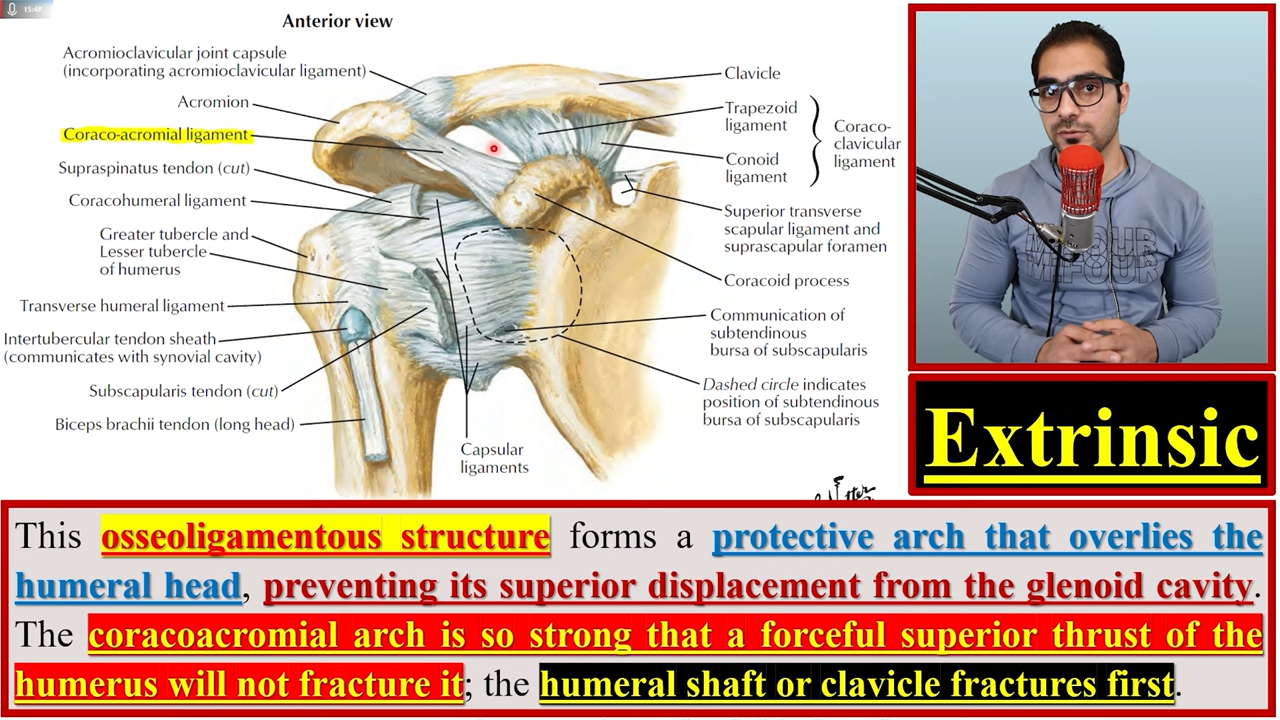 15:48
Anterior view
Acromioclavicular joint capsule
(incorporating acromioclavicular ligament)
Acromion
Coraco-acromial ligament
Supraspinatus tendon (cut)
Coracohumeral ligament
Greater tubercle and
Lesser tubercle
of humerus
Transverse humeral ligament
Intertubercular tendon sheath
(communicates with synovial cavity)
Subscapularis tendon (cut)
Biceps brachii tendon (long head)
Capsular
ligaments
Clavicle
Trapezoid
ligament
Conoid
ligament
Coraco-
clavicular
ligament
Superior transverse
scapular ligament and
suprascapular foramen
Coracoid process
Communication of
subtendinous
bursa of subscapularis
Dashed circle indicates
position of subtendinous
bursa of subscapularis
Extrinsic
This osseoligamentous structure forms a protective arch that overlies the
humeral head, preventing its superior displacement from the glenoid cavity.
The coracoacromial arch is so strong that a forceful superior thrust of the
humerus will not fracture it; the humeral shaft or clavicle fractures first.